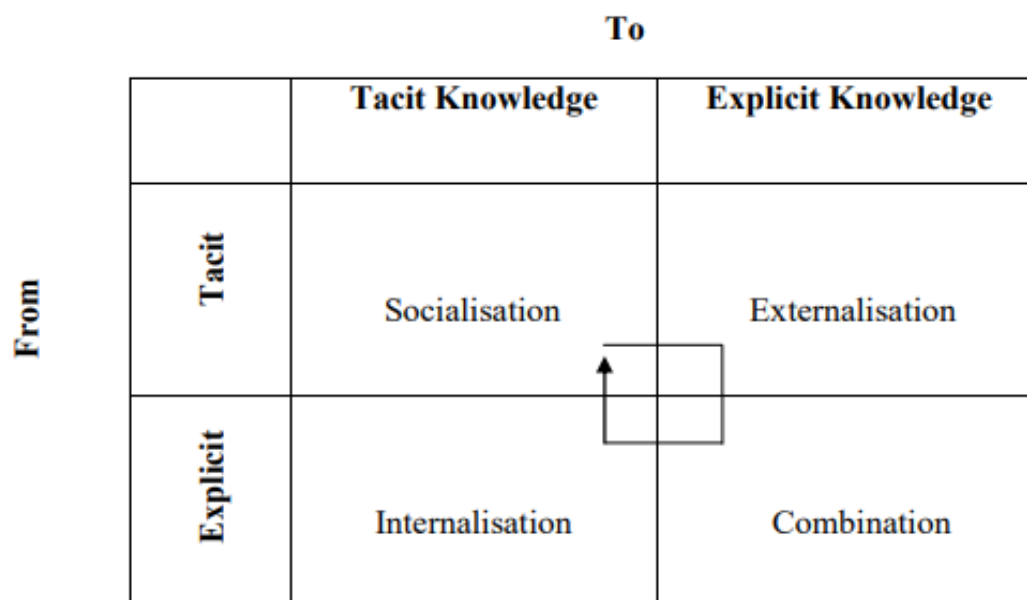 To
Tacit Knowledge
Explicit Knowledge
From
Tacit
Socialisation
Externalisation
Explicit
Internalisation
Combination